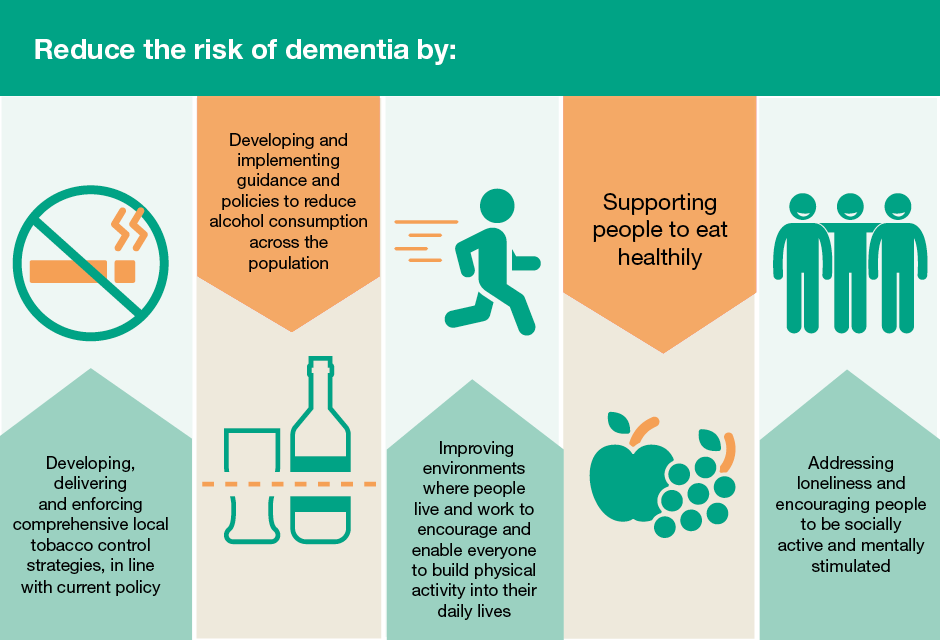 Reduce the risk of dementia by:
Developing,
delivering
and enforcing
comprehensive local
tobacco control
strategies, in line
with current policy
Developing and
implementing
guidance and
policies to reduce
alcohol consumption
across the
population
Improving
environments
where people
live and work to
encourage and
enable everyone
to build physical
activity into their
daily lives
Supporting
people to eat
healthily
Addressing
loneliness and
encouraging people
to be socially
active and mentally
stimulated